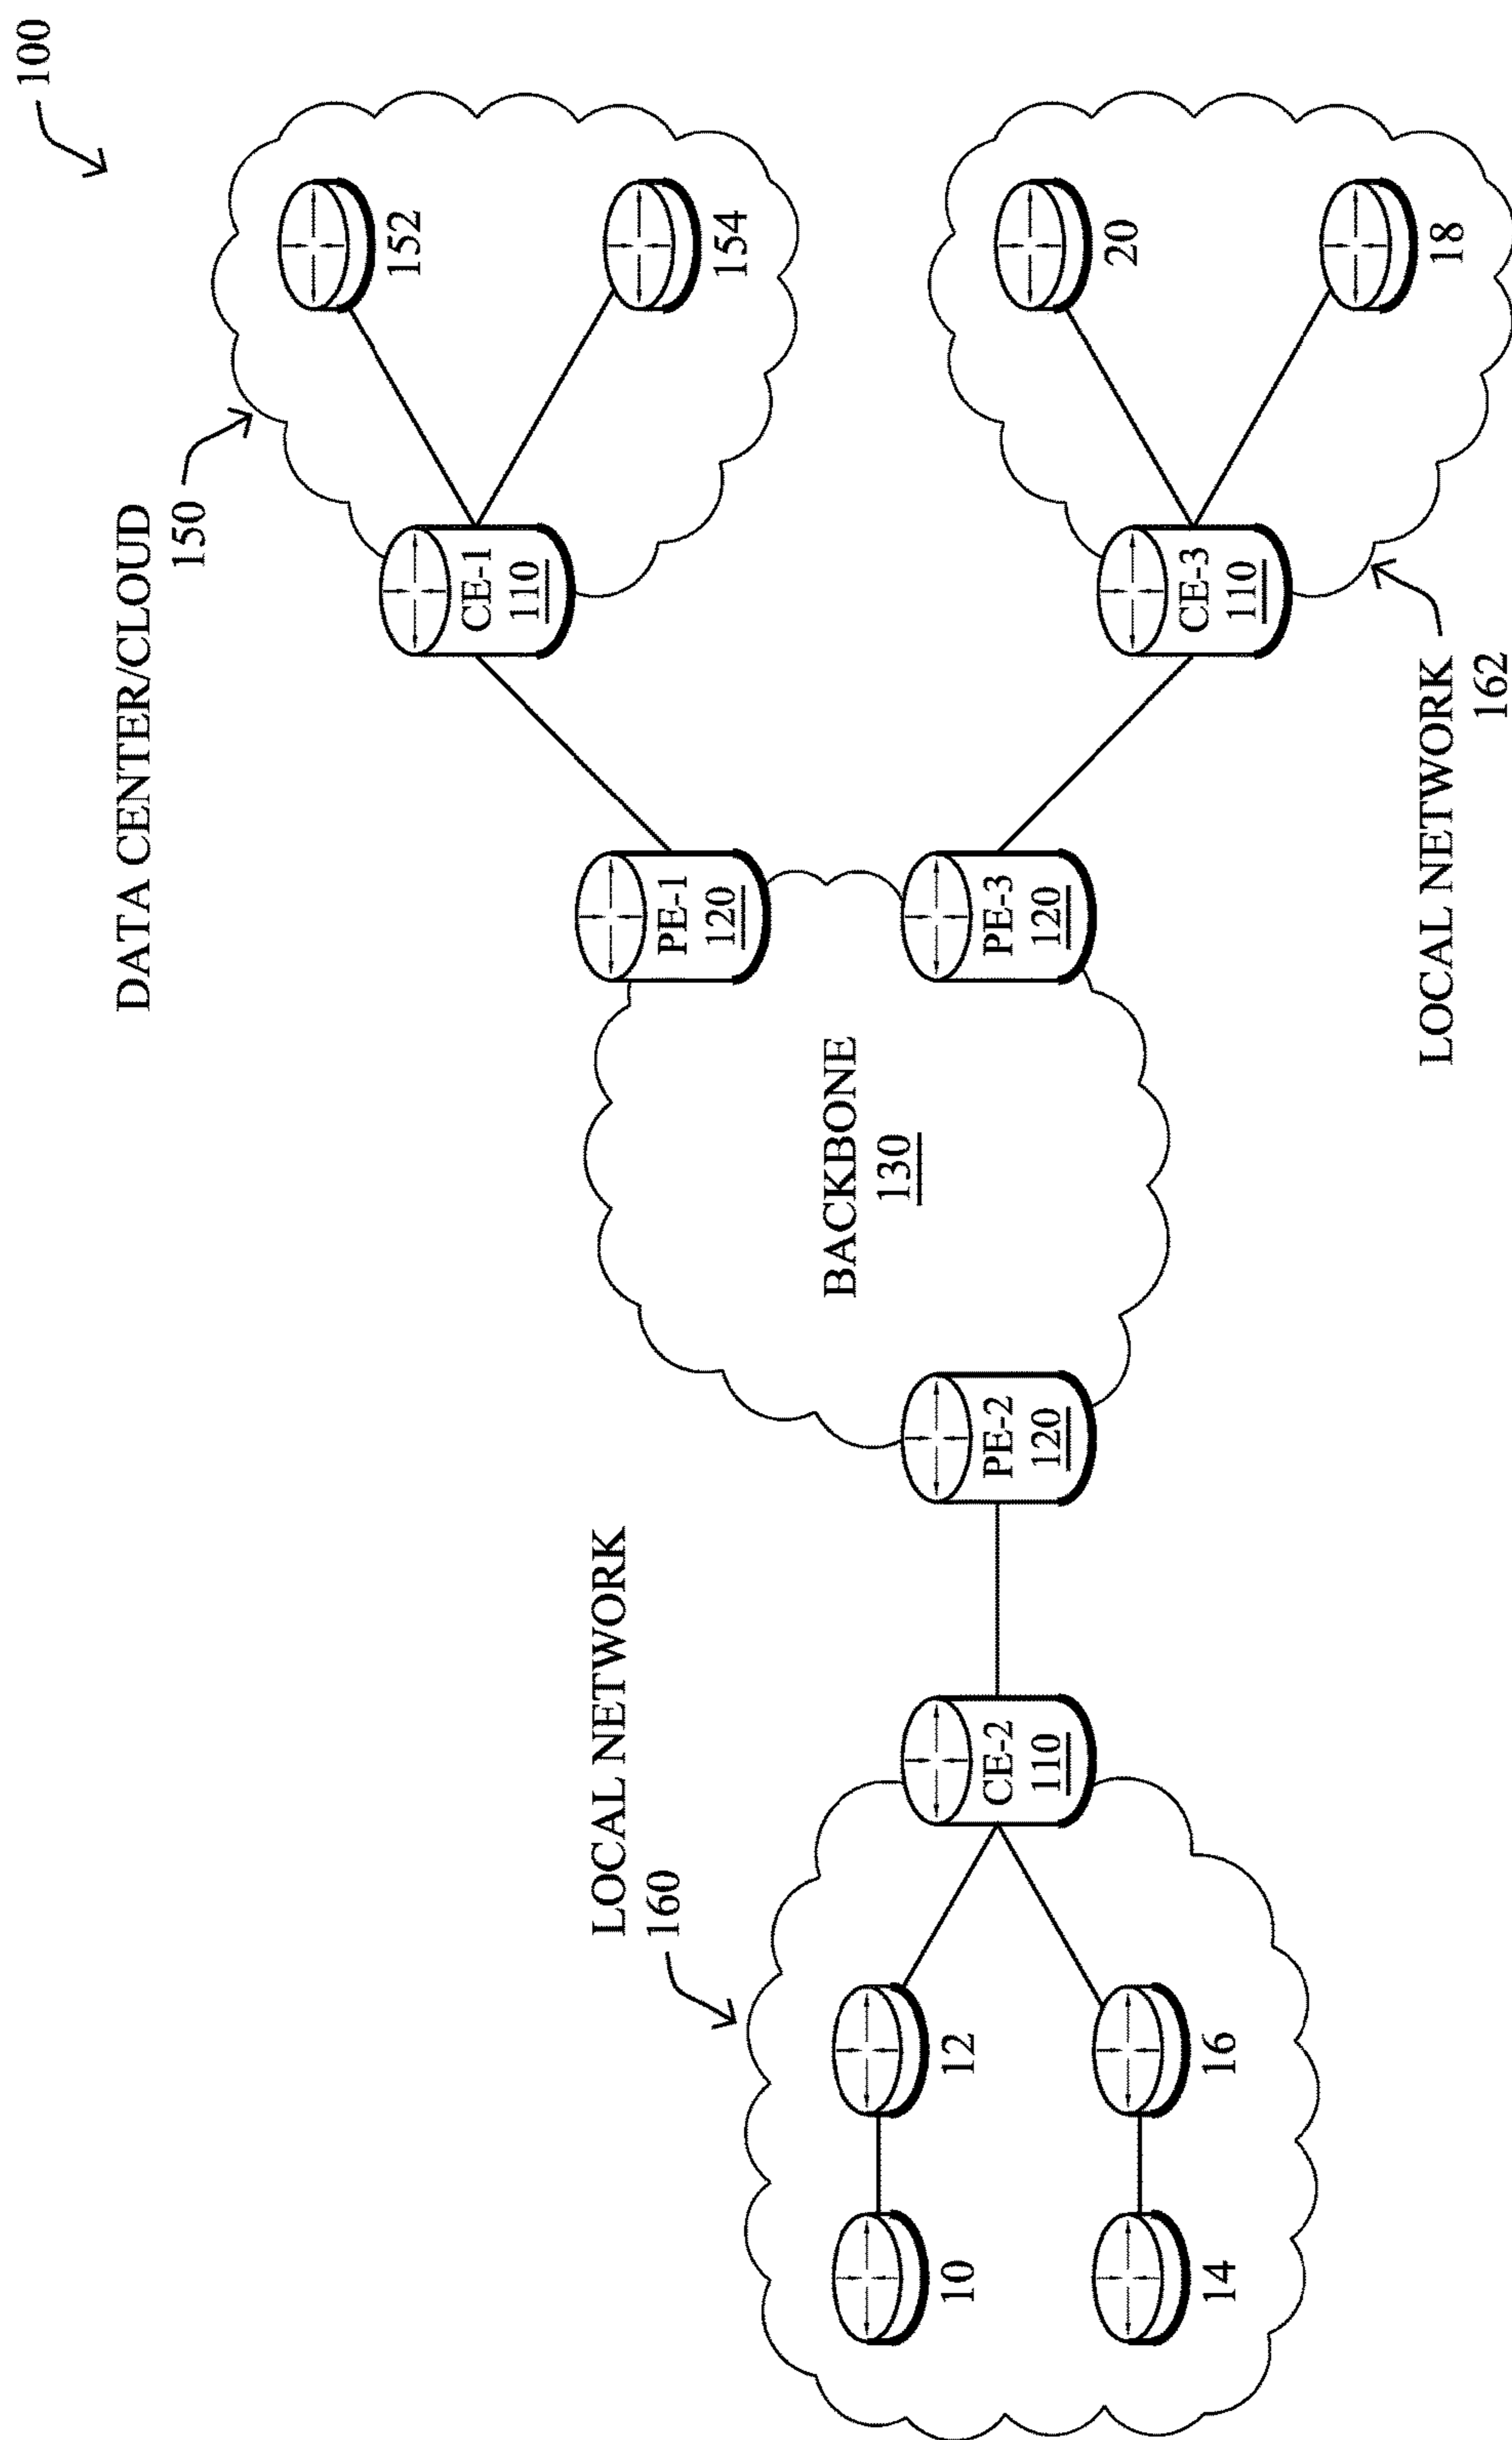 100
DATA CENTER/CLOUD
150
152
154
CE-1
110
PE-1
120
LOCAL NETWORK
160
BACKBONE
130
10
12
CE-2
110
PE-2
120
PE-3
120
CE-3
110
20
18
14
16
LOCAL NETWORK
162